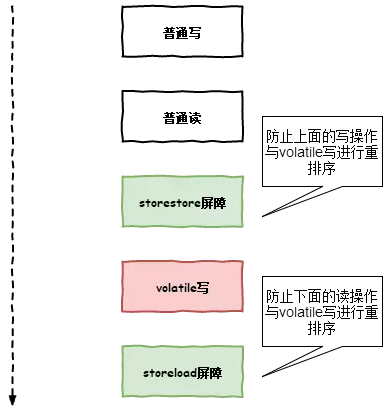 普通写
普通读
防止上面的写操作
与volatile写进行重
排序
storestore屏障
volatile写
防止下面的读操作
与volatile写进行重
排序
storeload屏障